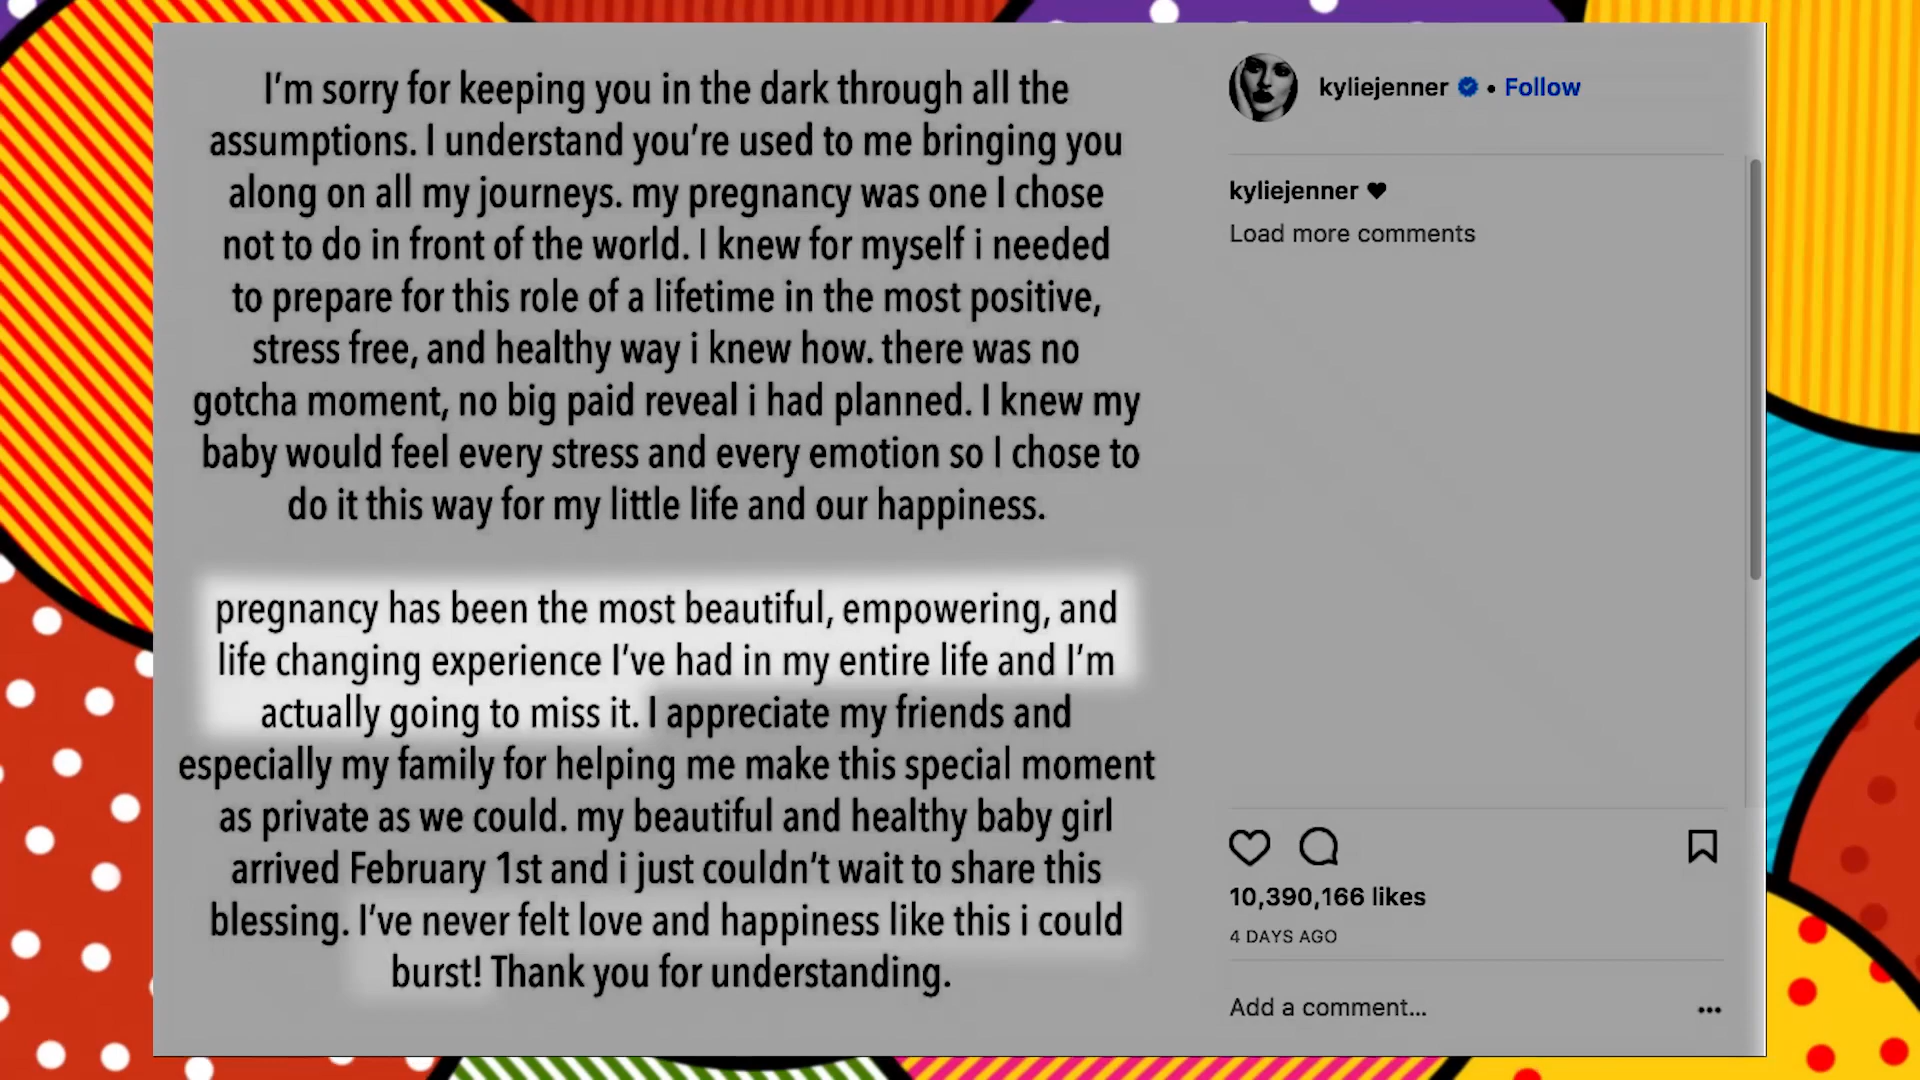 I’m sorry for keeping you in the dark through all the
assumptions. I understand you’re used to me bringing you
along on all my journeys. my pregnancy was one I chose
not to do in front of the world. I knew for myself i needed
to prepare for this role of a lifetime in the most positive,
stress free, and healthy way i knew how. there was no
gotcha moment, no big paid reveal i had planned. I knew my
baby would feel every stress and every emotion so I chose to
do it this way for my little life and our happiness.
pregnancy has been the most beautiful, empowering, and
life changing experience I’ve had in my entire life and I’m
actually going to miss it. I appreciate my friends and
especially my family for helping me make this special moment
as private as we could. my beautiful and healthy baby girl
arrived February 1st and i just couldn’t wait to share this
blessing. I’ve never felt love and happiness like this i could
burst! Thank you for understanding.
kyliejenner • Follow
kyliejenner ♥
Load more comments
10,390,166 likes
4 DAYS AGO
Add a comment...